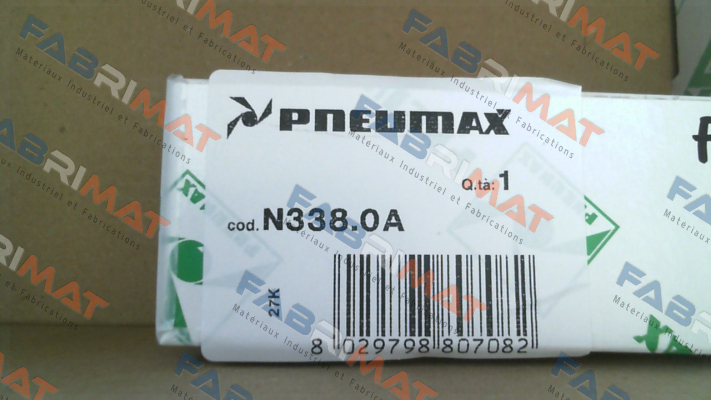 PNEUMAX
Q.tà: 1
cod. N338.0A
27K
8 029798 807082
FABRIMAT
Matériaux Industriel et Fabrications